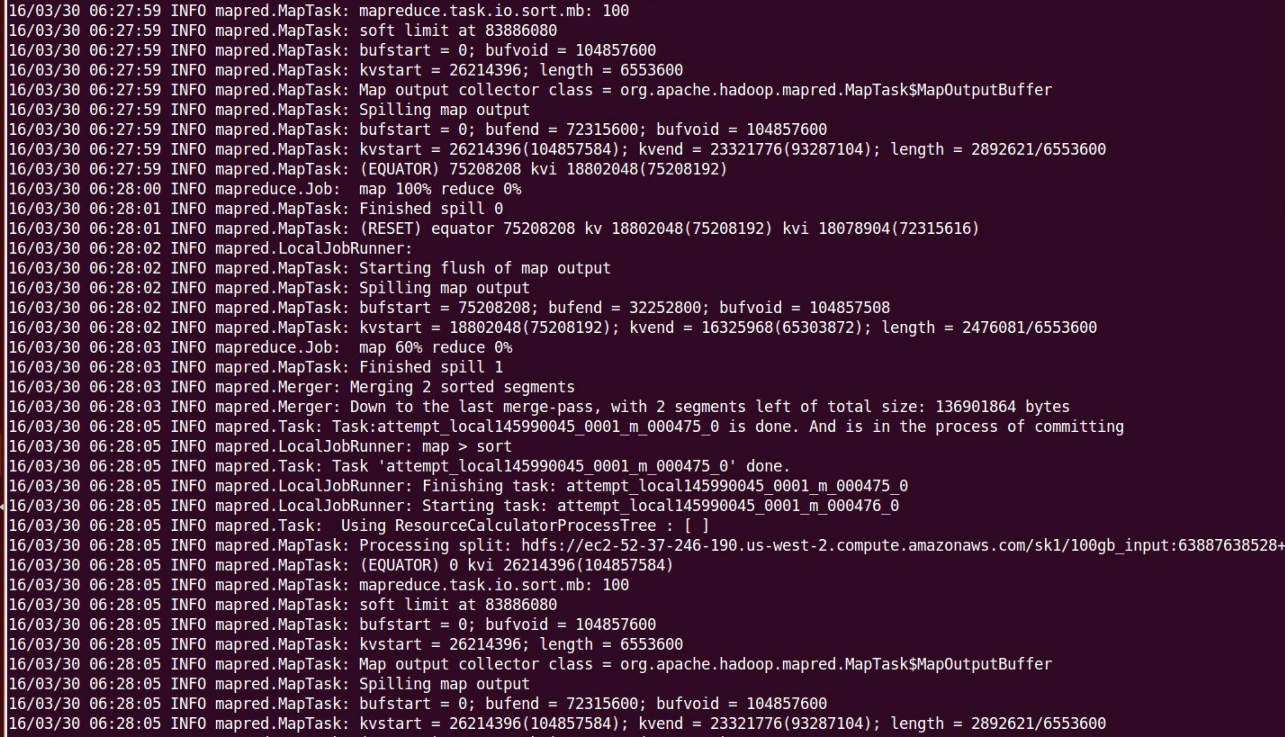 16/03/30 06:27:59 INFO mapred.MapTask: mapreduce.task.io.sort.mb: 100
16/03/30 06:27:59 INFO mapred.MapTask: soft limit at 83886080
16/03/30 06:27:59 INFO mapred.MapTask: bufstart = 0; bufvoid = 104857600
16/03/30 06:27:59 INFO mapred.MapTask: kvstart = 26214396; length = 6553600
16/03/30 06:27:59 INFO mapred.MapTask: Map output collector class = org.apache.hadoop.mapred.MapTask$MapOutputBuffer
16/03/30 06:27:59 INFO mapred.MapTask: Spilling map output
16/03/30 06:27:59 INFO mapred.MapTask: bufstart = 0; bufend = 72315600; bufvoid = 104857600
16/03/30 06:27:59 INFO mapred.MapTask: kvstart = 26214396(104857584); kvend = 23321776(93287104); length = 2892621/6553600
16/03/30 06:27:59 INFO mapred.MapTask: (EQUATOR) 75208208 kvi 18802048(75208192)
16/03/30 06:28:00 INFO mapreduce.Job:  map 100% reduce 0%
16/03/30 06:28:01 INFO mapred.MapTask: Finished spill 0
16/03/30 06:28:01 INFO mapred.MapTask: (RESET) equator 75208208 kv 18802048(75208192) kvi 18078904(72315616)
16/03/30 06:28:02 INFO mapred.LocalJobRunner:
16/03/30 06:28:02 INFO mapred.MapTask: Starting flush of map output
16/03/30 06:28:02 INFO mapred.MapTask: Spilling map output
16/03/30 06:28:02 INFO mapred.MapTask: bufstart = 75208208; bufend = 32252800; bufvoid = 104857508
16/03/30 06:28:02 INFO mapred.MapTask: kvstart = 18802048(75208192); kvend = 16325968(65303872); length = 2476081/6553600
16/03/30 06:28:03 INFO mapreduce.Job:  map 60% reduce 0%
16/03/30 06:28:03 INFO mapred.MapTask: Finished spill 1
16/03/30 06:28:03 INFO mapred.Merger: Merging 2 sorted segments
16/03/30 06:28:03 INFO mapred.Merger: Down to the last merge-pass, with 2 segments left of total size: 136901864 bytes
16/03/30 06:28:05 INFO mapred.Task: Task:attempt_local145990045_0001_m_000475_0 is done. And is in the process of committing
16/03/30 06:28:05 INFO mapred.LocalJobRunner: map > sort
16/03/30 06:28:05 INFO mapred.Task: Task 'attempt_local145990045_0001_m_000475_0' done.
16/03/30 06:28:05 INFO mapred.LocalJobRunner: Finishing task: attempt_local145990045_0001_m_000475_0
16/03/30 06:28:05 INFO mapred.LocalJobRunner: Starting task: attempt_local145990045_0001_m_000476_0
16/03/30 06:28:05 INFO mapred.Task:  Using ResourceCalculatorProcessTree : [ ]
16/03/30 06:28:05 INFO mapred.MapTask: Processing split: hdfs://ec2-52-37-246-190.us-west-2.compute.amazonaws.com/sk1/100gb_input:63887638528+
16/03/30 06:28:05 INFO mapred.MapTask: (EQUATOR) 0 kvi 26214396(104857584)
16/03/30 06:28:05 INFO mapred.MapTask: mapreduce.task.io.sort.mb: 100
16/03/30 06:28:05 INFO mapred.MapTask: soft limit at 83886080
16/03/30 06:28:05 INFO mapred.MapTask: bufstart = 0; bufvoid = 104857600
16/03/30 06:28:05 INFO mapred.MapTask: kvstart = 26214396; length = 6553600
16/03/30 06:28:05 INFO mapred.MapTask: Map output collector class = org.apache.hadoop.mapred.MapTask$MapOutputBuffer
16/03/30 06:28:05 INFO mapred.MapTask: Spilling map output
16/03/30 06:28:05 INFO mapred.MapTask: bufstart = 0; bufend = 72315600; bufvoid = 104857600
16/03/30 06:28:05 INFO mapred.MapTask: kvstart = 26214396(104857584); kvend = 23321776(93287104); length = 2892621/6553600